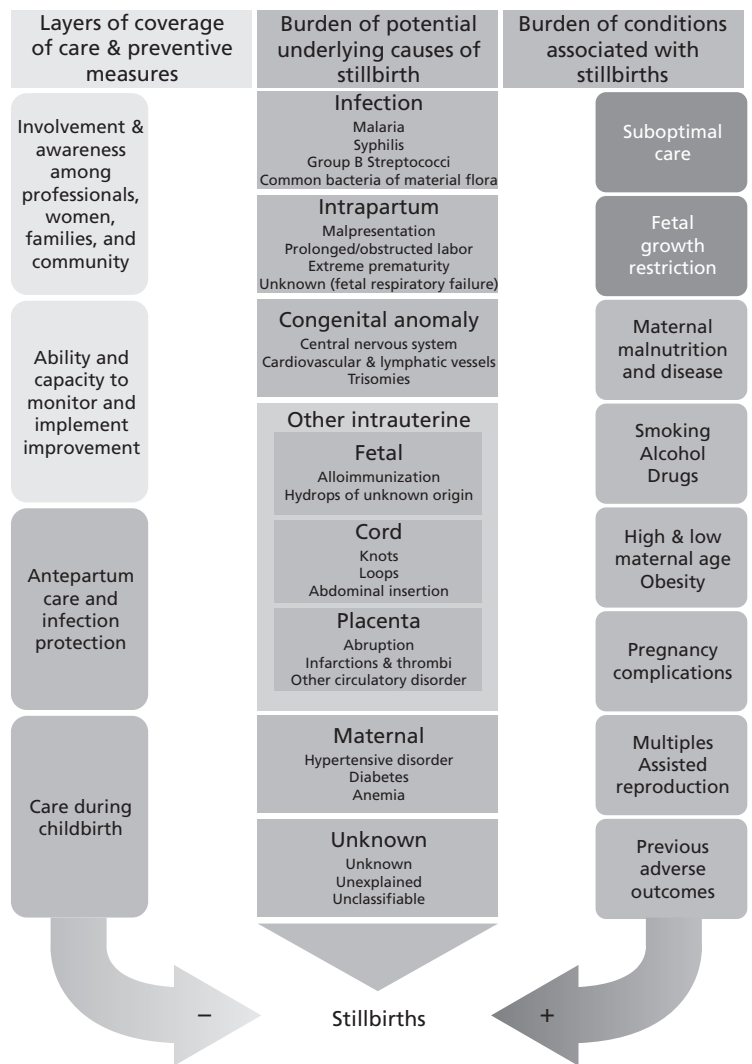 Layers of coverage
of care & preventive
measures
Involvement &
awareness
among
professionals,
women,
families, and
community
Ability and
capacity to
monitor and
implement
improvement
Antepartum
care and
infection
protection
Care during
childbirth
–
Burden of potential
underlying causes of
stillbirth
Infection
Malaria
Syphilis
Group B Streptococci
Common bacteria of material flora
Intrapartum
Malpresentation
Prolonged/obstructed labor
Extreme prematurity
Unknown (fetal respiratory failure)
Congenital anomaly
Central nervous system
Cardiovascular & lymphatic vessels
Trisomies
Other intrauterine
Fetal
Alloimmunization
Hydrops of unknown origin
Cord
Knots
Loops
Abdominal insertion
Placenta
Abruption
Infarctions & thrombi
Other circulatory disorder
Maternal
Hypertensive disorder
Diabetes
Anemia
Unknown
Unknown
Unexplained
Unclassifiable
Stillbirths
Burden of conditions
associated with
stillbirths
Suboptimal
care
Fetal
growth
restriction
Maternal
malnutrition
and disease
Smoking
Alcohol
Drugs
High & low
maternal age
Obesity
Pregnancy
complications
Multiples
Assisted
reproduction
Previous
adverse
outcomes
+